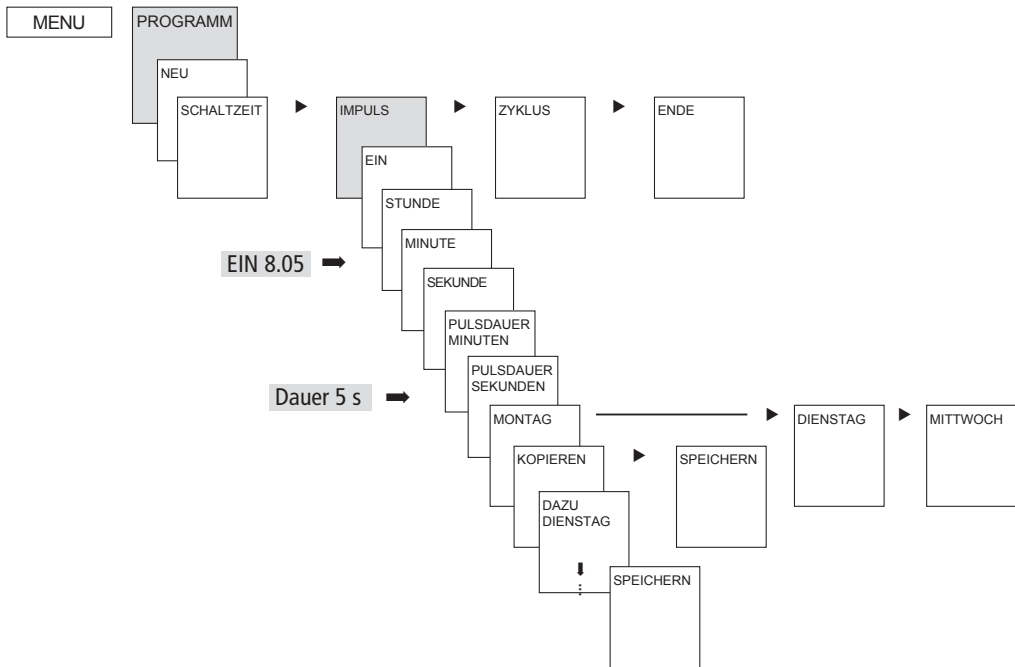 MENU
PROGRAMM
NEU
SCHALTZEIT
IMPULS
ZYKLUS
ENDE
EIN
STUNDE
EIN 8.05
MINUTE
SEKUNDE
PULSDAUER
MINUTEN
PULSDAUER
SEKUNDEN
Dauer 5 s
MONTAG
DIENSTAG
MITTWOCH
KOPIEREN
SPEICHERN
DAZU
DIENSTAG
SPEICHERN